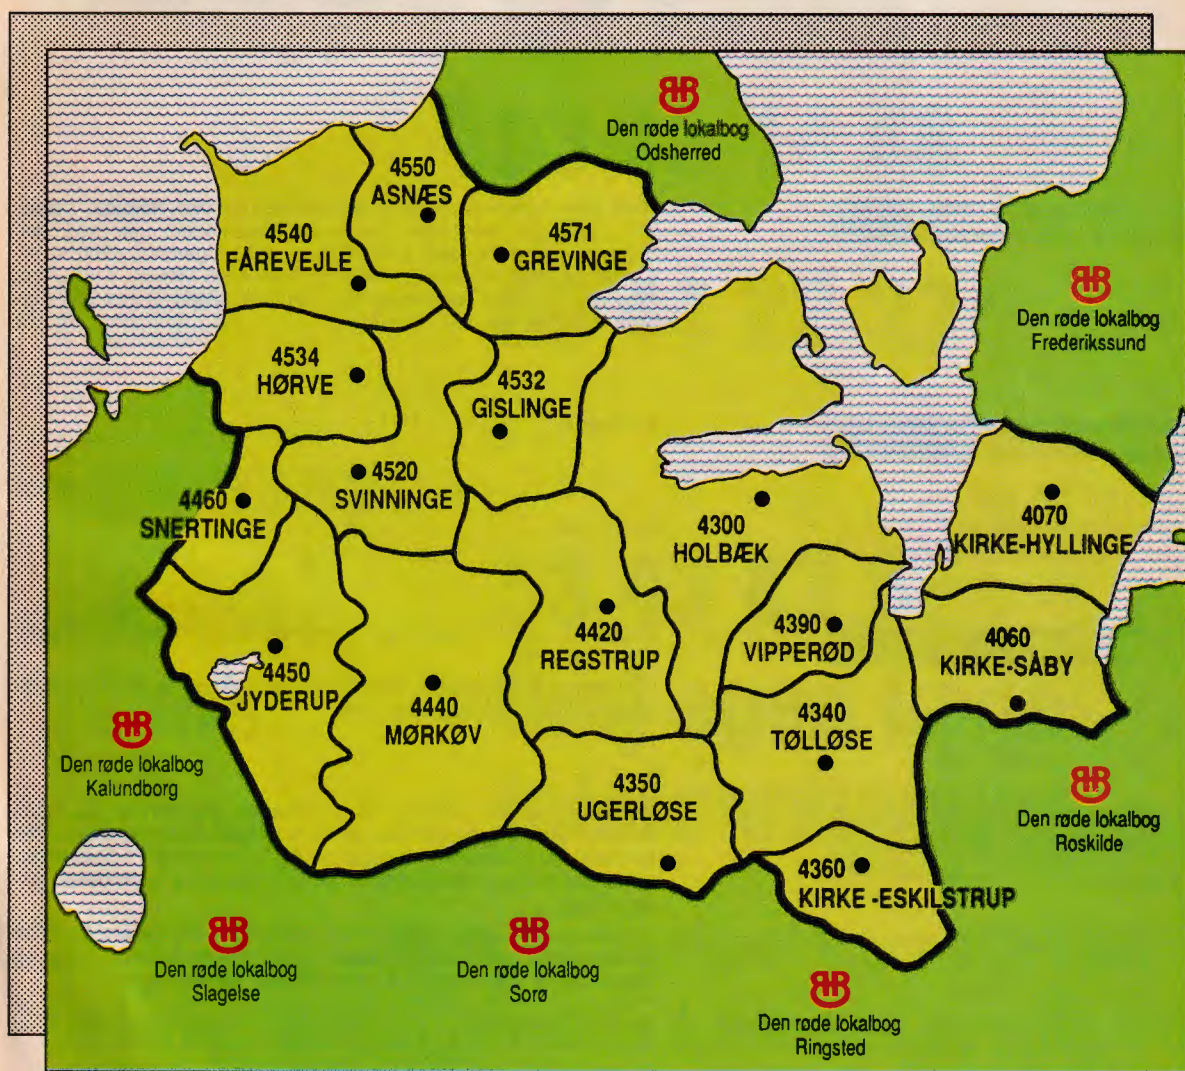 Den røde lokalbog
Odsherred
4550
ASNÆS
4540
FÅREVEJLE
4571
GREVINGE
Den røde lokalbog
Frederikssund
4534
HØRVE
4532
GISLINGE
4520
SVINNINGE
4460
SNERTINGE
4300
HOLBÆK
4070
KIRKE-HYLLINGE
4420
REGSTRUP
4390
VIPPERØD
4060
KIRKE-SÅBY
4450
JYDERUP
4440
MØRKØV
4340
TØLLØSE
Den røde lokalbog
Kalundborg
4350
UGERLØSE
Den røde lokalbog
Roskilde
4360
KIRKE -ESKILSTRUP
Den røde lokalbog
Slagelse
Den røde lokalbog
Sorø
Den røde lokalbog
Ringsted